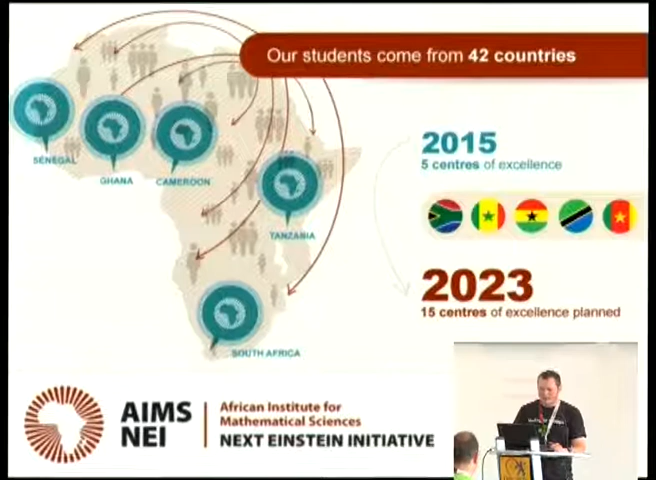 Our students come from 42 countries
SÉNÉGAL
GHANA
CAMEROON
TANZANIA
SOUTH AFRICA
2015
5 centres of excellence
2023
15 centres of excellence planned
AIMS
NEI
African Institute for
Mathematical Sciences
NEXT EINSTEIN INITIATIVE